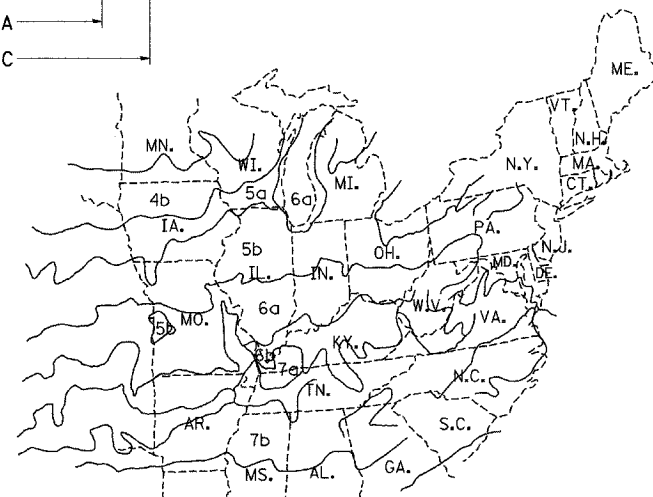 A
C
ME.
VT.
N.H.
MN.
WI.
N.Y.
MA.
CT.
MI.
4b
5a
6a
IA.
PA.
OH.
5b
N.J.
MD.
DE.
IL.
IN.
6a
W.V.
VA.
MO.
5b
KY.
6b
7a
N.C.
TN.
AR.
S.C.
7b
MS.
AL.
GA.